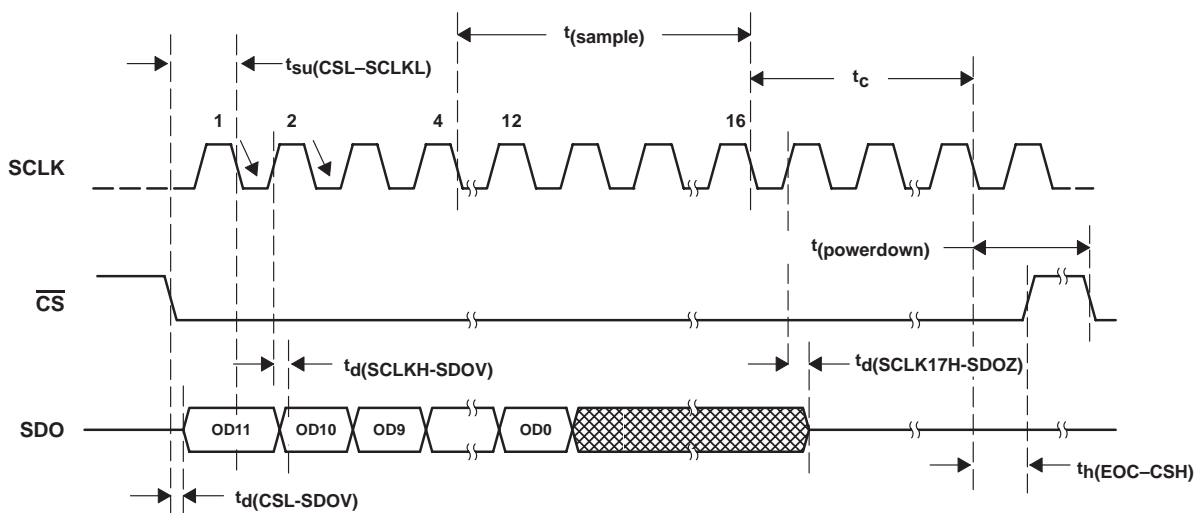 t(sample)
tsu(CSL–SCLKL)
tc
1 2 4 12 16
SCLK
t(powerdown)
CS
td(SCLKH-SDOV)
td(SCLK17H-SDOZ)
SDO
OD11 OD10 OD9 OD0
th(EOC–CSH)
td(CSL-SDOV)